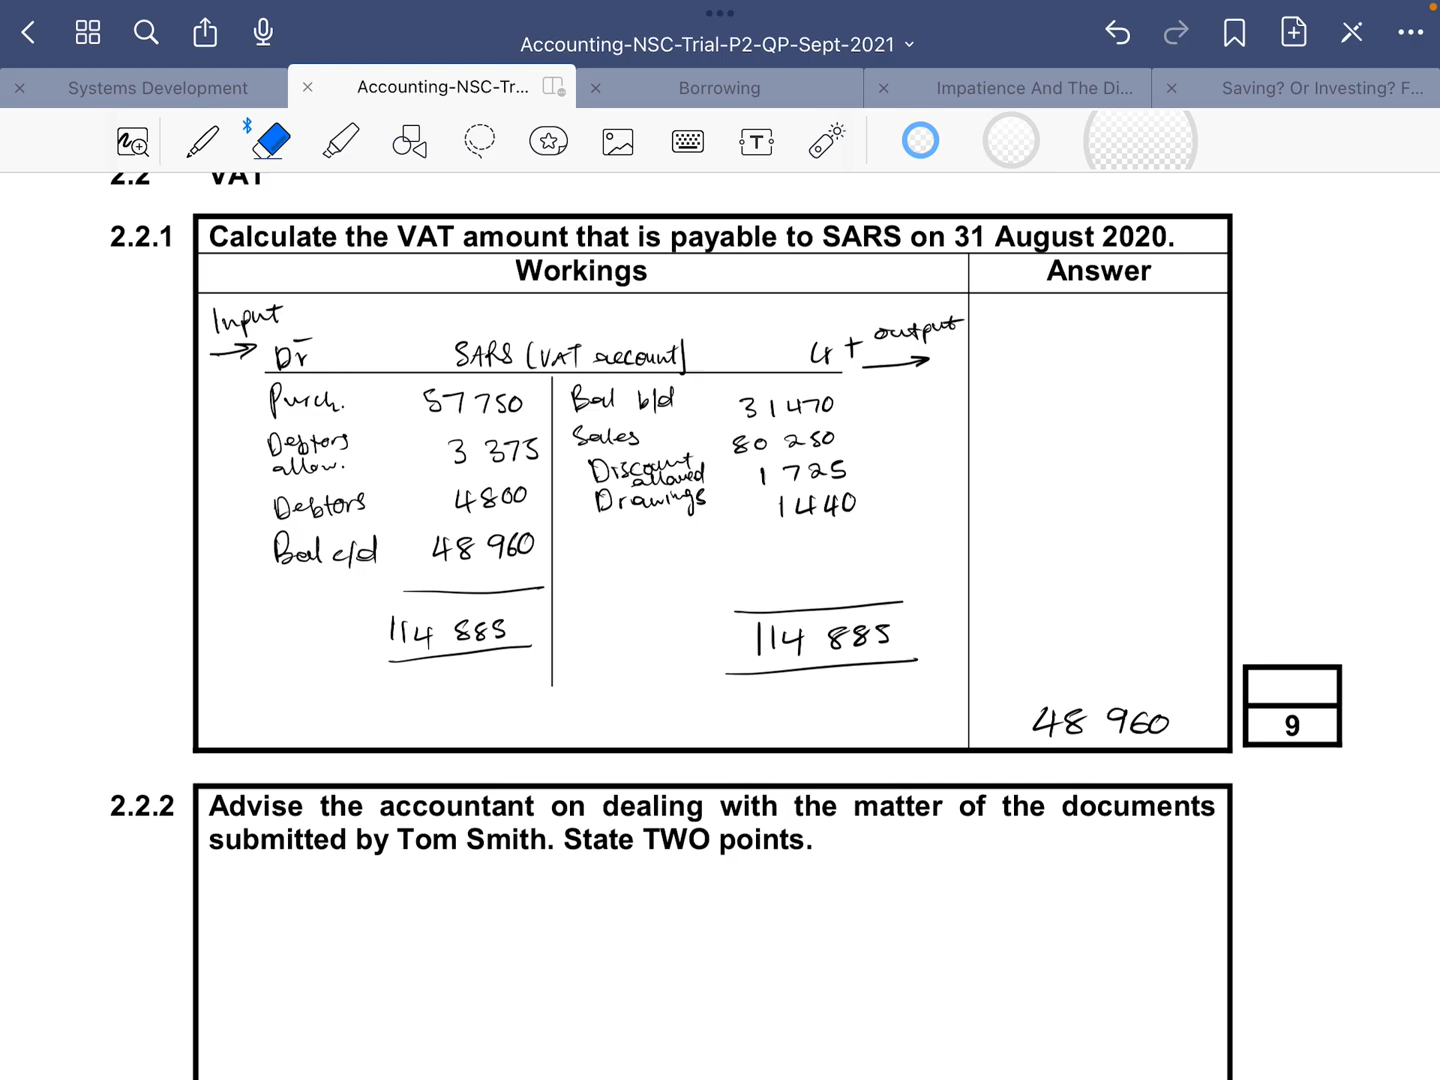 Accounting-NSC-Trial-P2-QP-Sept-2021
Systems Development
Accounting-NSC-Tr...
Borrowing
Impatience And The Di...
Saving? Or Investing? F...
2.2 VAT
2.2.1 Calculate the VAT amount that is payable to SARS on 31 August 2020.
Workings Answer
Input
Dr - SARS (VAT account) Cr + output
Purch. 57 750 Bal b/d 31 470
Debtors allow. 3 375 Sales 80 250
Discount allowed 1 725
Debtors 4800 Drawings 1440
Bal c/d 48 960
114 885 114 885
48 960
9
2.2.2 Advise the accountant on dealing with the matter of the documents
submitted by Tom Smith. State TWO points.